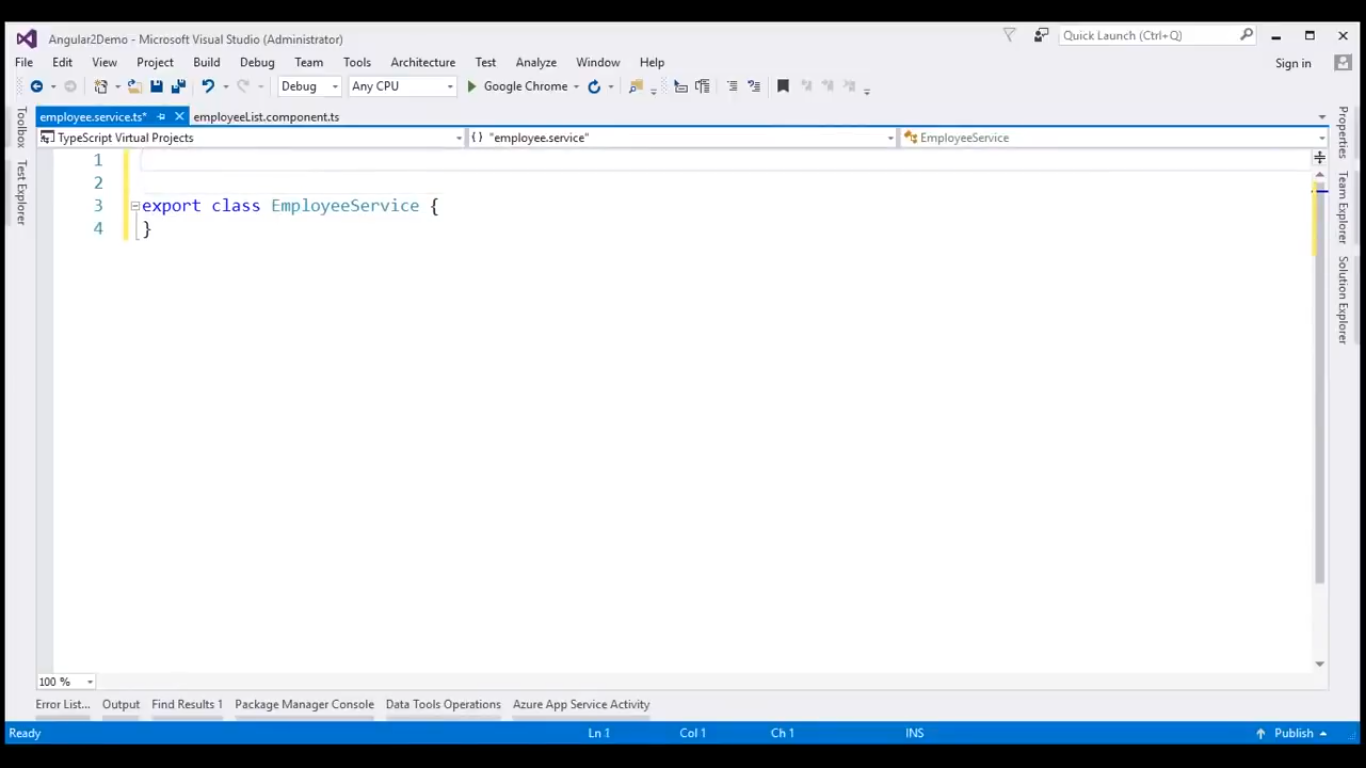 Angular2Demo - Microsoft Visual Studio (Administrator)
Quick Launch (Ctrl+Q)
File Edit View Project Build Debug Team Tools Architecture Test Analyze Window Help
Sign in
Debug Any CPU Google Chrome
employee.service.ts* employeeList.component.ts
TypeScript Virtual Projects {} "employee.service" EmployeeService
1
2
3 export class EmployeeService {
4 }
Toolbox
Test Explorer
Properties
Team Explorer
Solution Explorer
100 %
Error List... Output Find Results 1 Package Manager Console Data Tools Operations Azure App Service Activity
Ready Ln 1 Col 1 Ch 1 INS Publish